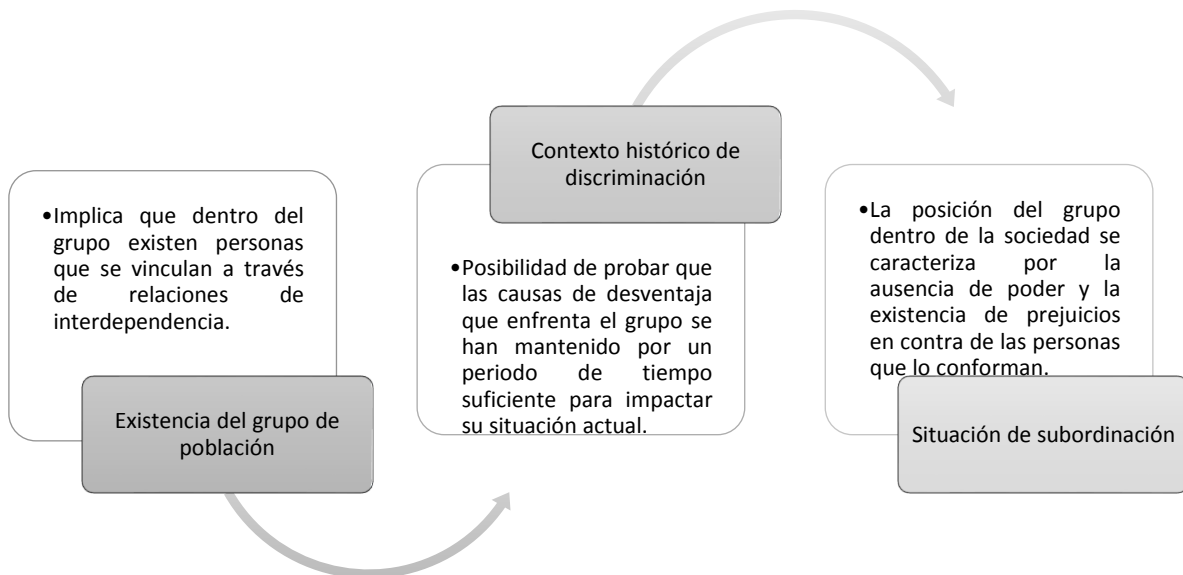 •Implica que dentro del
grupo existen personas
que se vinculan a través
de relaciones de
interdependencia.
Existencia del grupo de
población
Contexto histórico de
discriminación
•Posibilidad de probar que
las causas de desventaja
que enfrenta el grupo se
han mantenido por un
periodo de tiempo
suficiente para impactar
su situación actual.
•La posición del grupo
dentro de la sociedad se
caracteriza por la
ausencia de poder y la
existencia de prejuicios
en contra de las personas
que lo conforman.
Situación de subordinación